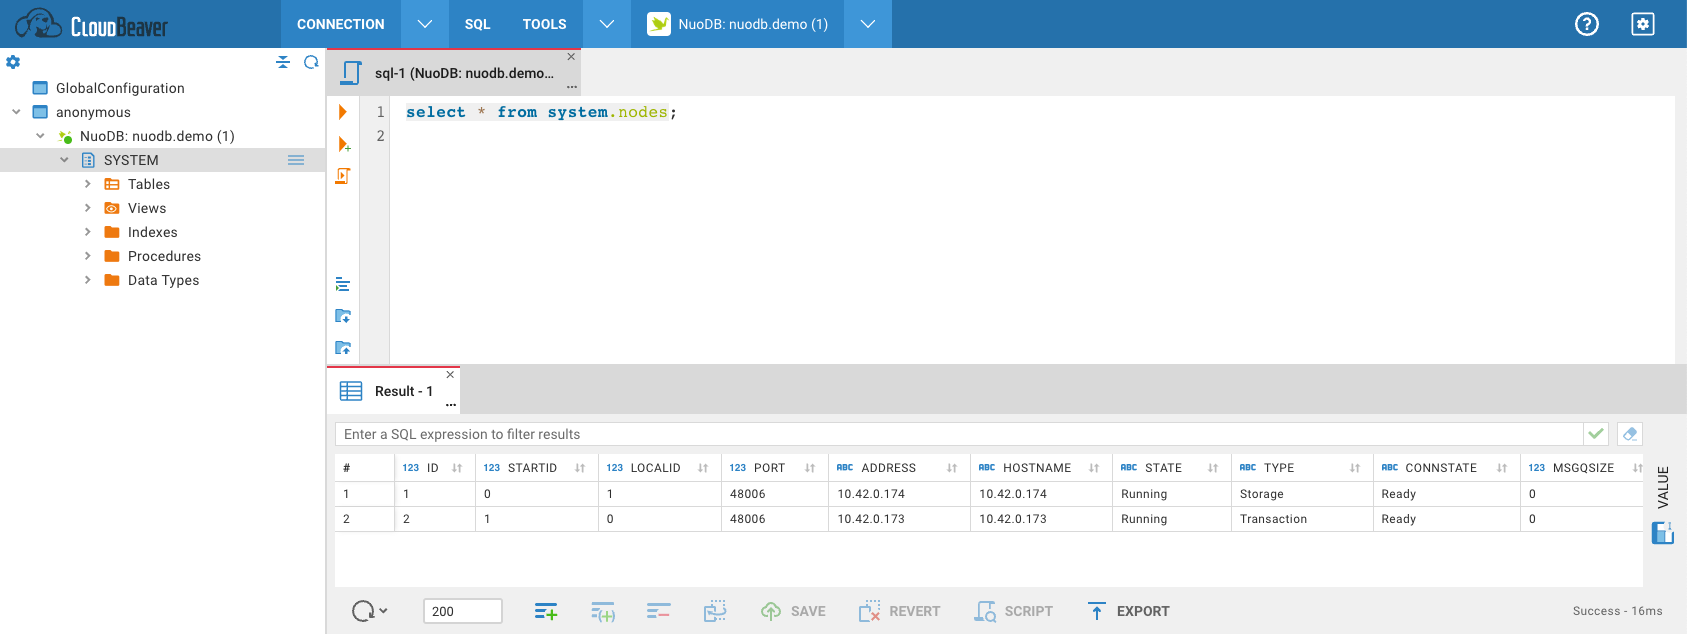 CloudBeaver
CONNECTION
SQL
TOOLS
NuoDB: nuodb.demo (1)
GlobalConfiguration
anonymous
NuoDB: nuodb.demo (1)
SYSTEM
Tables
Views
Indexes
Procedures
Data Types
sql-1 (NuoDB: nuodb.demo...
1 select * from system.nodes;
2
Result - 1
Enter a SQL expression to filter results
# 123 ID 123 STARTID 123 LOCALID 123 PORT ABC ADDRESS ABC HOSTNAME ABC STATE ABC TYPE ABC CONNSTATE 123 MSGQSIZE
1 1 0 1 48006 10.42.0.174 10.42.0.174 Running Storage Ready 0
2 2 1 0 48006 10.42.0.173 10.42.0.173 Running Transaction Ready 0
VALUE
200 SAVE REVERT SCRIPT EXPORT Success - 16ms